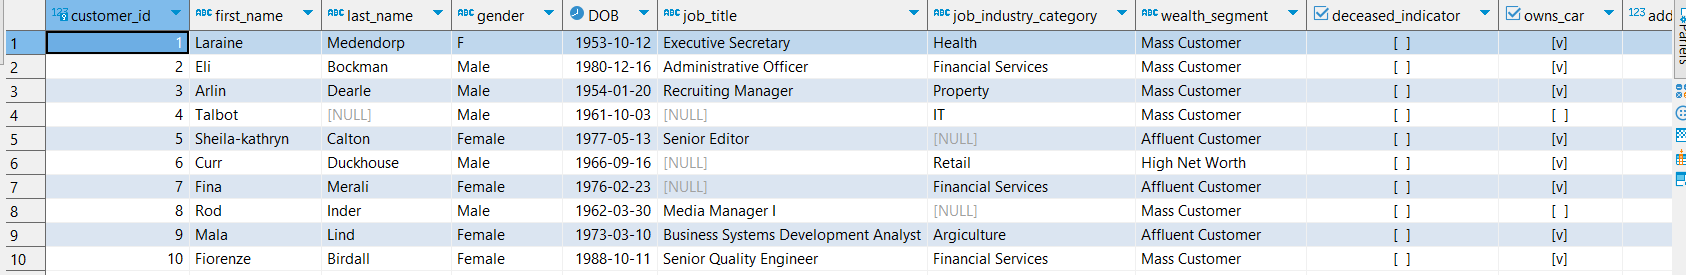 customer_id ABC first_name ABC last_name ABC gender DOB ABC job_title ABC job_industry_category ABC wealth_segment deceased_indicator owns_car 123 add
1 1 Laraine Medendorp F 1953-10-12 Executive Secretary Health Mass Customer [ ] [v]
2 2 Eli Bockman Male 1980-12-16 Administrative Officer Financial Services Mass Customer [ ] [v]
3 3 Arlin Dearle Male 1954-01-20 Recruiting Manager Property Mass Customer [ ] [v]
4 4 Talbot [NULL] Male 1961-10-03 [NULL] IT Mass Customer [ ] [ ]
5 5 Sheila-kathryn Calton Female 1977-05-13 Senior Editor [NULL] Affluent Customer [ ] [v]
6 6 Curr Duckhouse Male 1966-09-16 [NULL] Retail High Net Worth [ ] [v]
7 7 Fina Merali Female 1976-02-23 [NULL] Financial Services Affluent Customer [ ] [v]
8 8 Rod Inder Male 1962-03-30 Media Manager I [NULL] Mass Customer [ ] [ ]
9 9 Mala Lind Female 1973-03-10 Business Systems Development Analyst Argiculture Affluent Customer [ ] [v]
10 10 Fiorenze Birdall Female 1988-10-11 Senior Quality Engineer Financial Services Mass Customer [ ] [v]